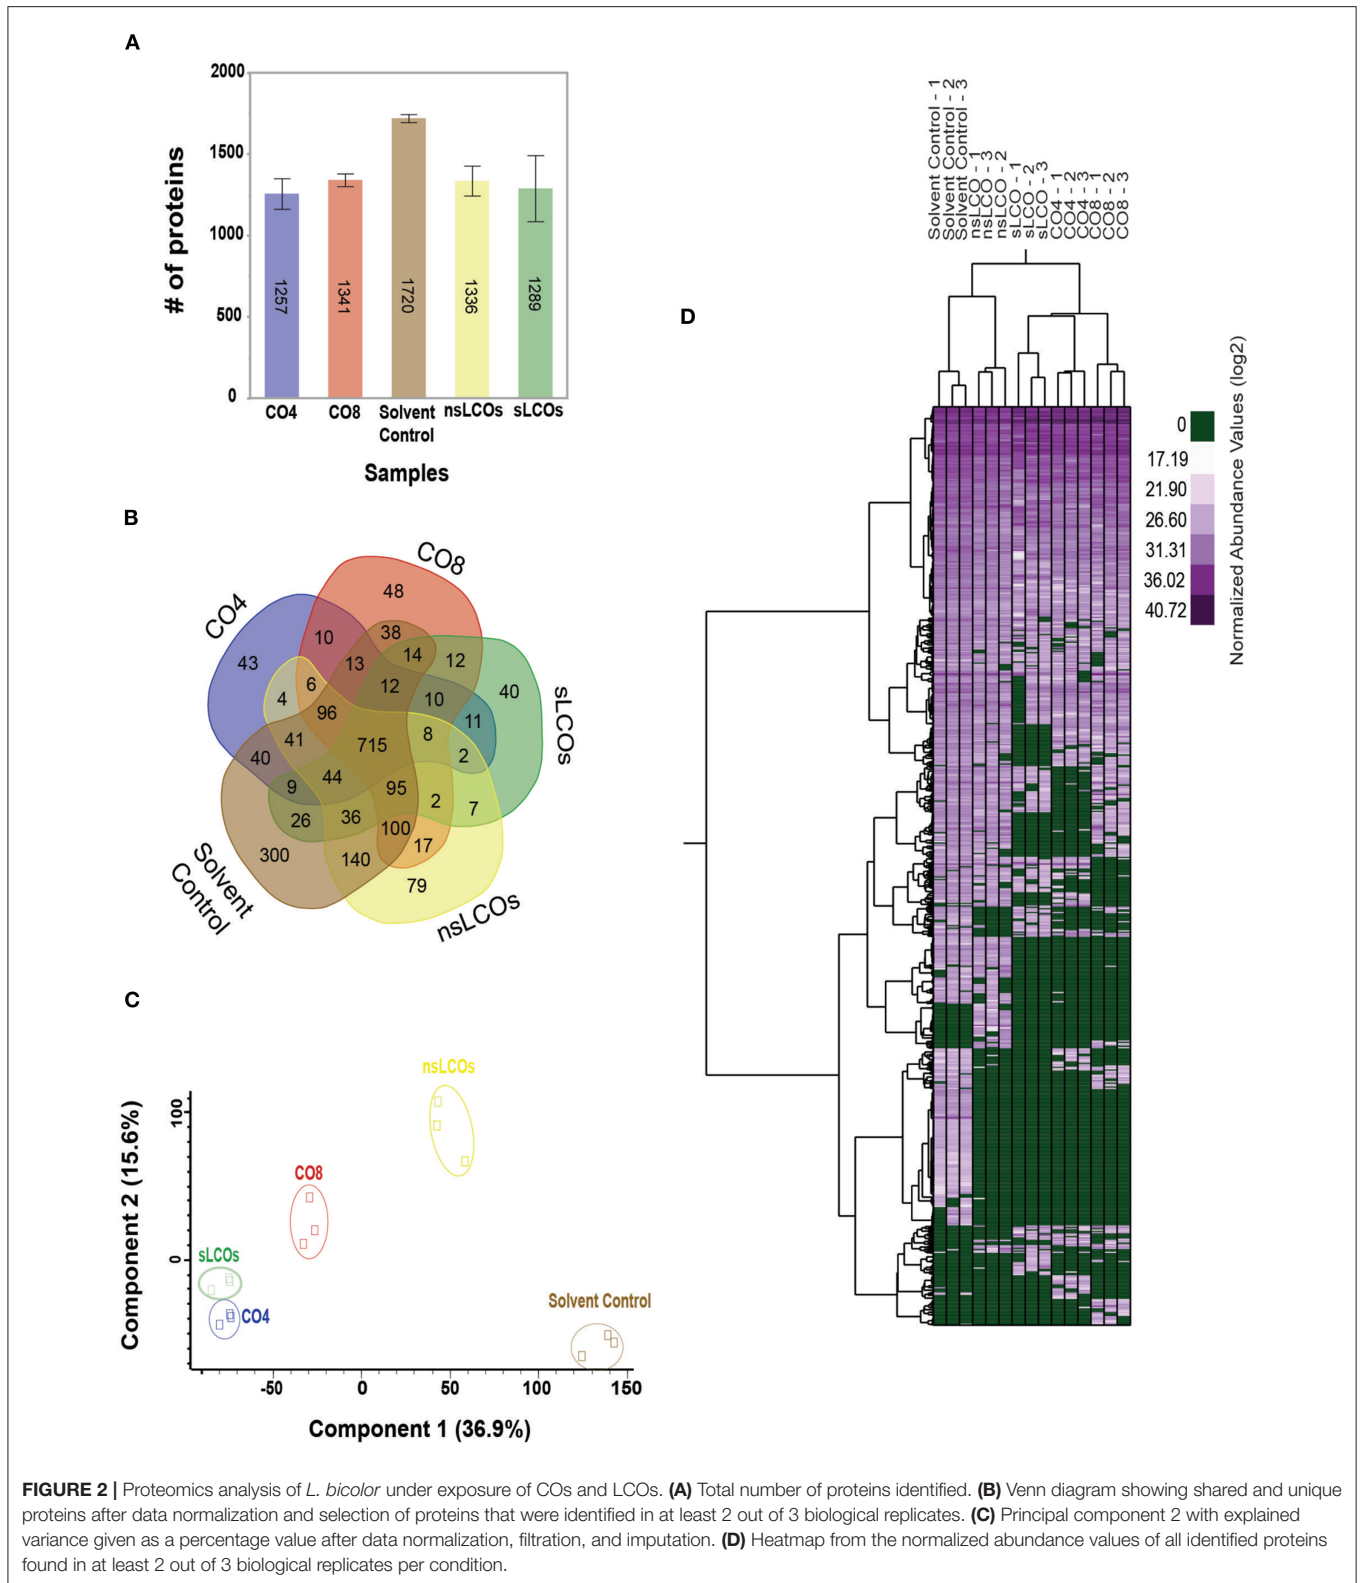 A
2000
1500
1000
500
0
# of proteins
1257
1341
1720
1336
1289
CO4
CO8
Solvent
Control
nsLCOs
sLCOs
Samples
B
CO8
CO4
sLCOs
Solvent
Control
nsLCOs
48
10
38
43
13
14
12
6
12
40
4
10
96
11
41
715
8
40
2
44
9
95
2
7
36
26
100
17
300
140
79
C
Component 2 (15.6%)
100
0
nsLCOs
CO8
sLCOs
CO4
Solvent Control
-50
0
50
100
150
Component 1 (36.9%)
D
Solvent Control - 1
Solvent Control - 2
Solvent Control - 3
nsLCO - 1
nsLCO - 3
nsLCO - 2
sLCO - 1
sLCO - 2
sLCO - 3
CO4 - 1
CO4 - 2
CO4 - 3
CO8 - 1
CO8 - 2
CO8 - 3
0
17.19
21.90
26.60
31.31
36.02
40.72
Normalized Abundance Values (log2)
FIGURE 2 | Proteomics analysis of L. bicolor under exposure of COs and LCOs. (A) Total number of proteins identified. (B) Venn diagram showing shared and unique
proteins after data normalization and selection of proteins that were identified in at least 2 out of 3 biological replicates. (C) Principal component 2 with explained
variance given as a percentage value after data normalization, filtration, and imputation. (D) Heatmap from the normalized abundance values of all identified proteins
found in at least 2 out of 3 biological replicates per condition.